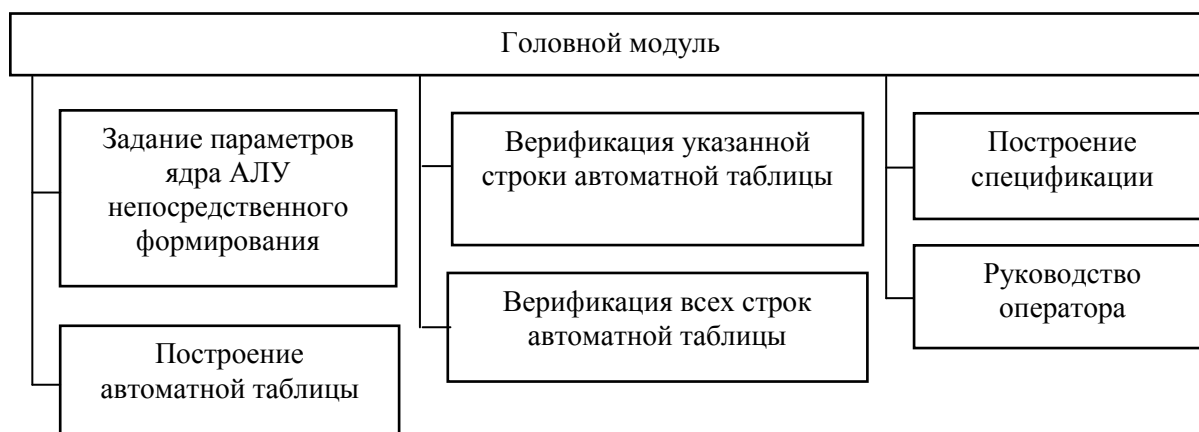 Головной модуль
Задание параметров
ядра АЛУ
непосредственного
формирования
Построение
автоматной таблицы
Верификация указанной
строки автоматной таблицы
Верификация всех строк
автоматной таблицы
Построение
спецификации
Руководство
оператора